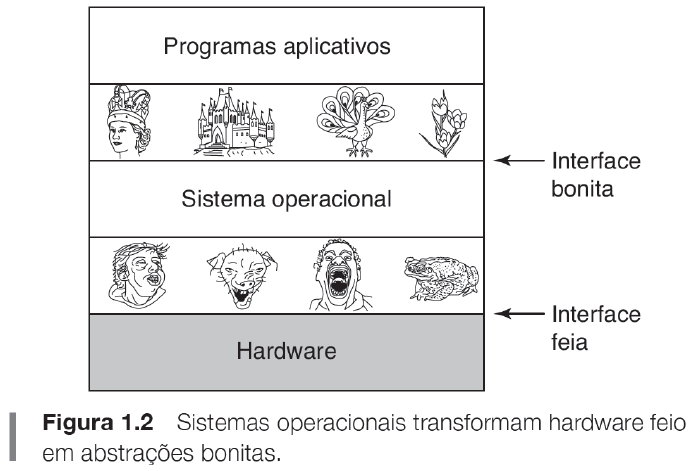 Programas aplicativos
Interface
bonita
Sistema operacional
Interface
feia
Hardware
Figura 1.2 Sistemas operacionais transformam hardware feio
em abstrações bonitas.